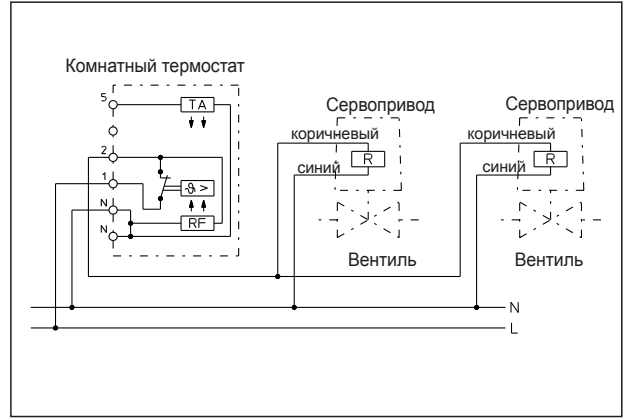 Комнатный термостат
5
TA
2
1
ϑ >
N
RF
N
Сервопривод
коричневый
R
синий
Вентиль
Сервопривод
коричневый
R
синий
Вентиль
N
L